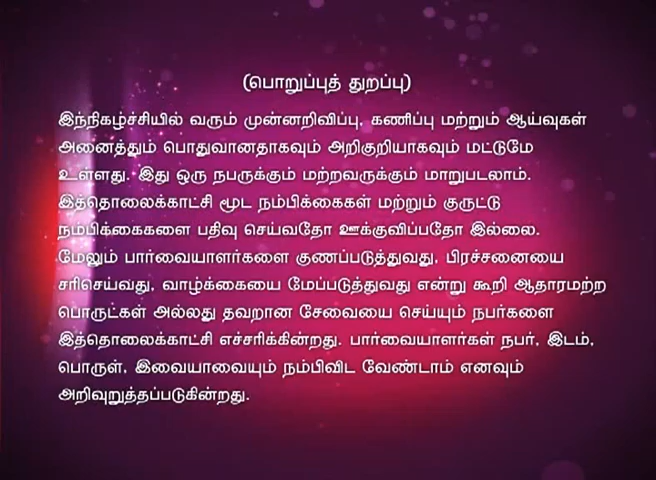 (பொறுப்புத் துறப்பு)
இந்நிகழ்ச்சியில் வரும் முன்னறிவிப்பு, கணிப்பு மற்றும் ஆய்வுகள்
அனைத்தும் பொதுவானதாகவும் அறிகுறியாகவும் மட்டுமே
உள்ளது. இது ஒரு நபருக்கும் மற்றவருக்கும் மாறுபடலாம்.
இத்தொலைக்காட்சி மூட நம்பிக்கைகள் மற்றும் குருட்டு
நம்பிக்கைகளை பதிவு செய்வதோ ஊக்குவிப்பதோ இல்லை.
மேலும் பார்வையாளர்களை குணப்படுத்துவது, பிரச்சனையை
சரிசெய்வது, வாழ்க்கையை மேப்படுத்துவது என்று கூறி ஆதாரமற்ற
பொருட்கள் அல்லது தவறான சேவையை செய்யும் நபர்களை
இத்தொலைக்காட்சி எச்சரிக்கின்றது. பார்வையாளர்கள் நபர், இடம்,
பொருள், இவையாவையும் நம்பிவிட வேண்டாம் எனவும்
அறிவுறுத்தப்படுகின்றது.